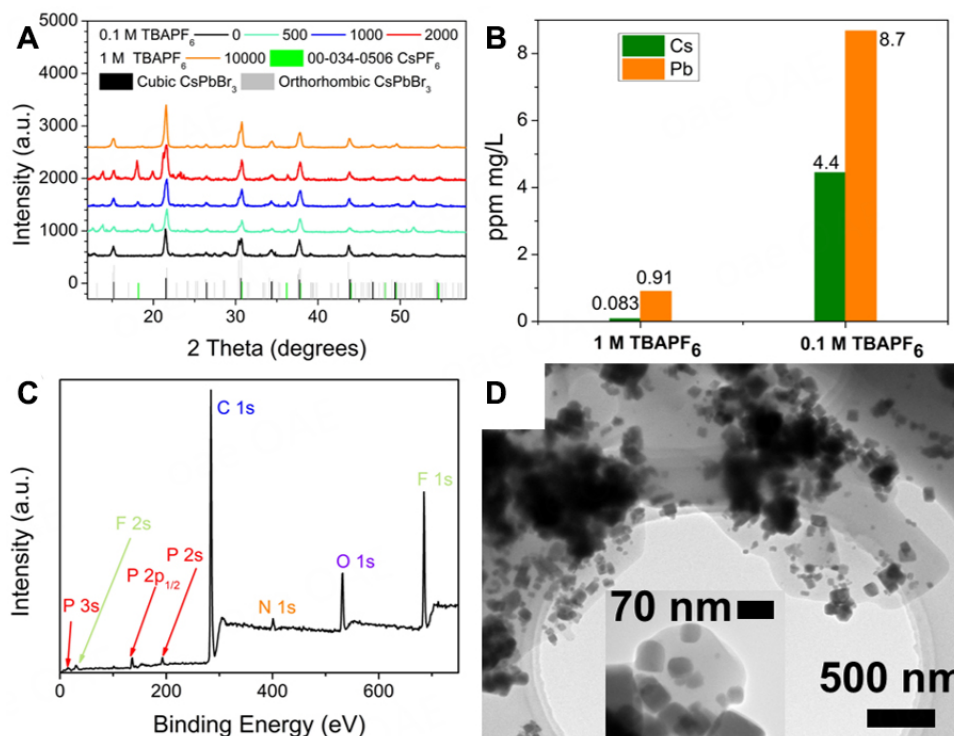 A
0.1 M TBAPF6 0 500 1000 2000
1 M TBAPF6 10000 00-034-0506 CsPF6
Cubic CsPbBr3 Orthorhombic CsPbBr3
5000
4000
3000
2000
1000
0
Intensity (a.u.)
20 30 40 50
2 Theta (degrees)
B
Cs
Pb
8
6
4
2
0
ppm mg/L
0.083
0.91
4.4
8.7
1 M TBAPF6 0.1 M TBAPF6
C
C 1s
F 1s
F 2s
P 2s
P 2p1/2
O 1s
P 3s
N 1s
Intensity (a.u.)
0 200 400 600
Binding Energy (eV)
D
70 nm
500 nm